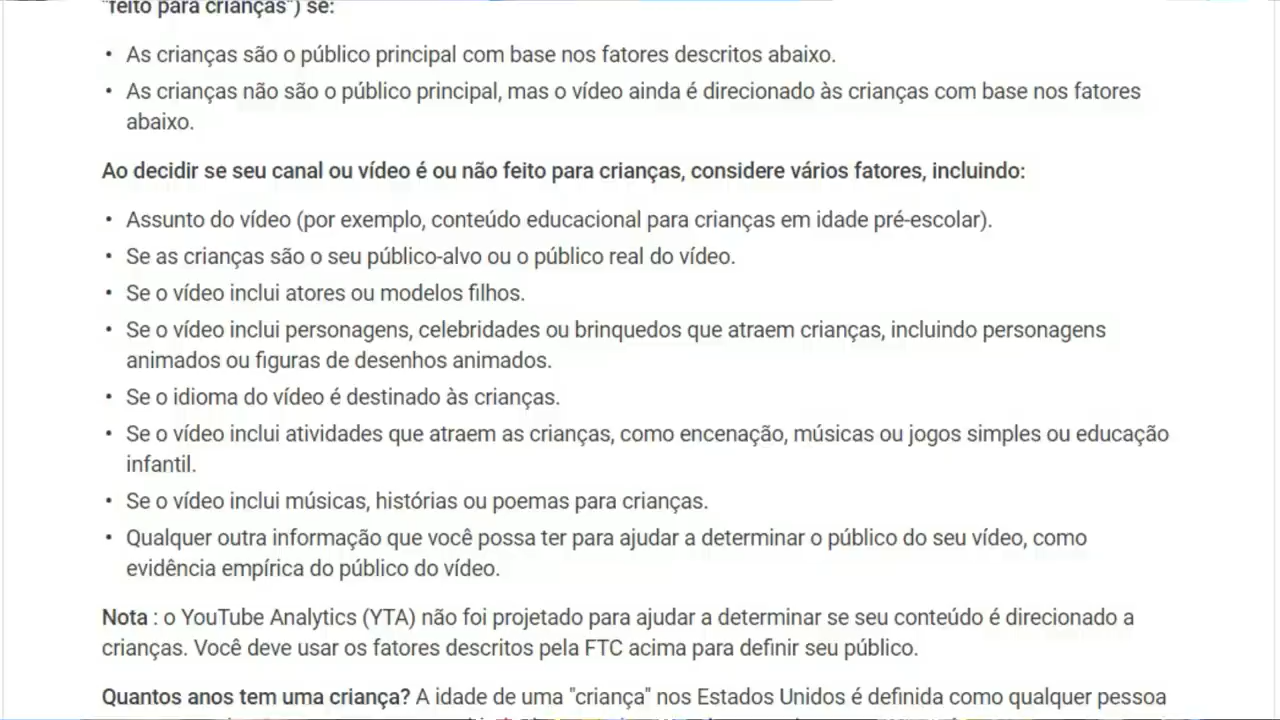 "feito para crianças") se:
• As crianças são o público principal com base nos fatores descritos abaixo.
• As crianças não são o público principal, mas o vídeo ainda é direcionado às crianças com base nos fatores
abaixo.
Ao decidir se seu canal ou vídeo é ou não feito para crianças, considere vários fatores, incluindo:
• Assunto do vídeo (por exemplo, conteúdo educacional para crianças em idade pré-escolar).
• Se as crianças são o seu público-alvo ou o público real do vídeo.
• Se o vídeo inclui atores ou modelos filhos.
• Se o vídeo inclui personagens, celebridades ou brinquedos que atraem crianças, incluindo personagens
animados ou figuras de desenhos animados.
• Se o idioma do vídeo é destinado às crianças.
• Se o vídeo inclui atividades que atraem as crianças, como encenação, músicas ou jogos simples ou educação
infantil.
• Se o vídeo inclui músicas, histórias ou poemas para crianças.
• Qualquer outra informação que você possa ter para ajudar a determinar o público do seu vídeo, como
evidência empírica do público do vídeo.
Nota : o YouTube Analytics (YTA) não foi projetado para ajudar a determinar se seu conteúdo é direcionado a
crianças. Você deve usar os fatores descritos pela FTC acima para definir seu público.
Quantos anos tem uma criança? A idade de uma "criança" nos Estados Unidos é definida como qualquer pessoa